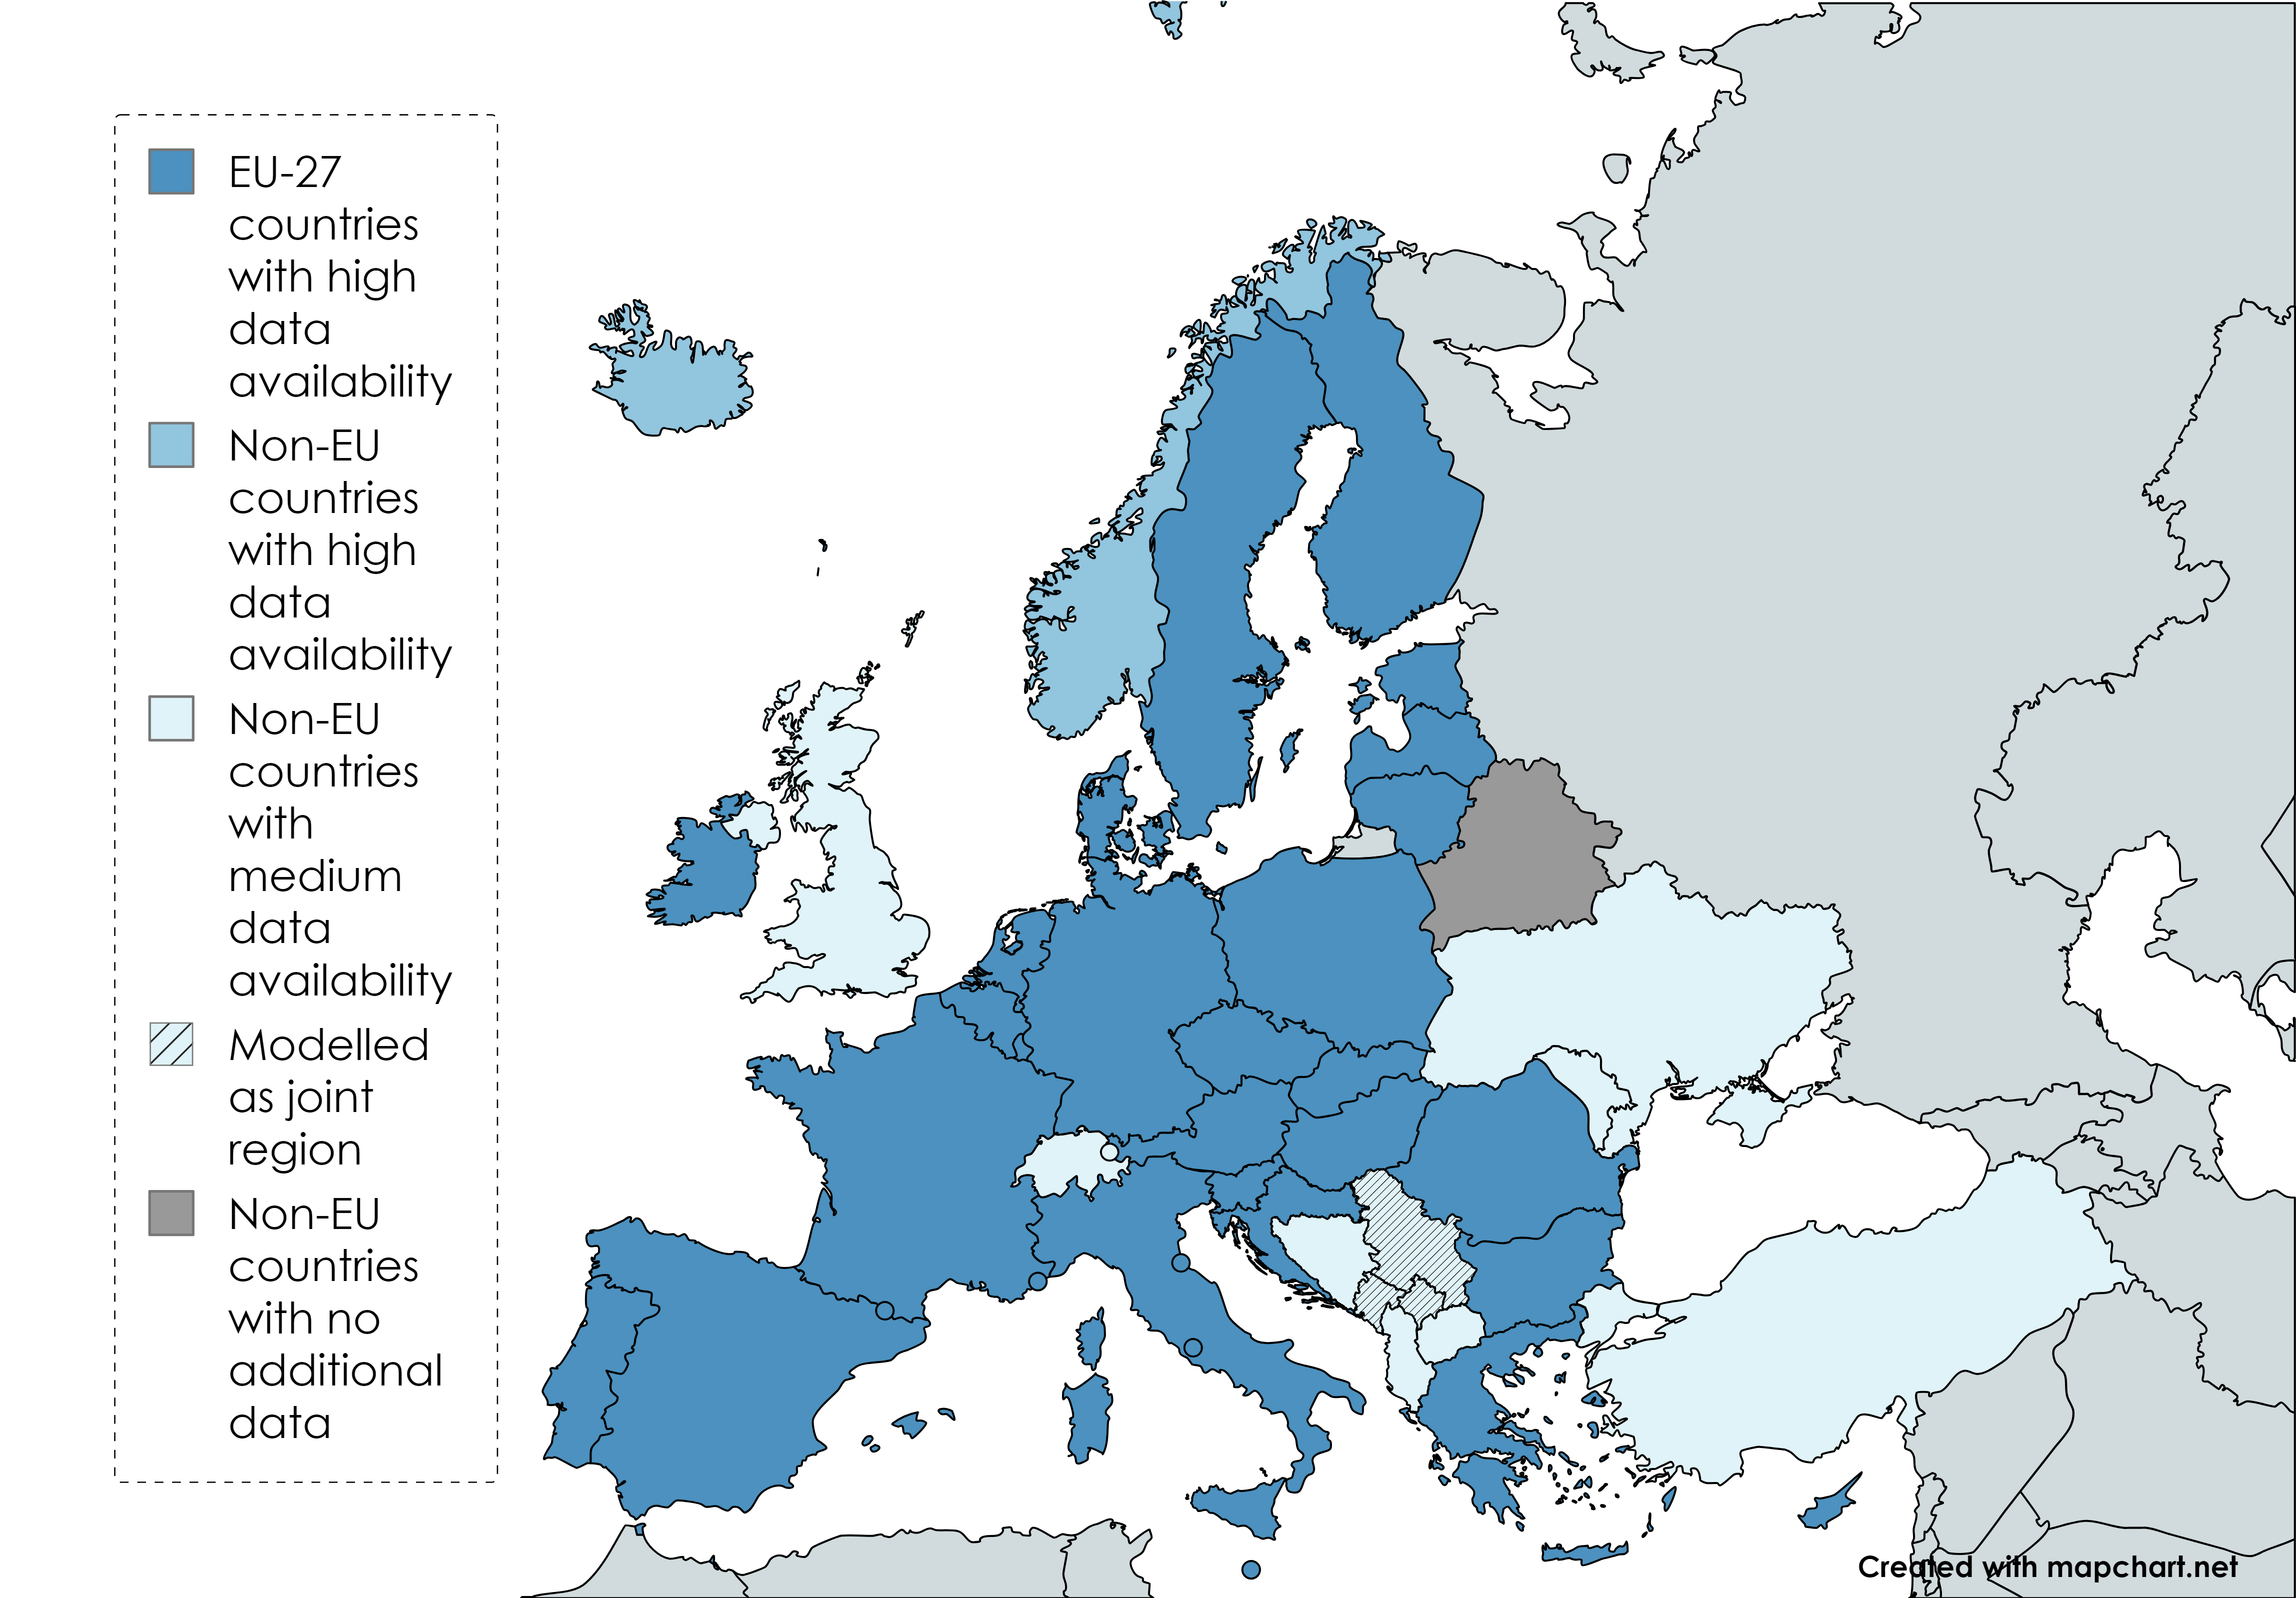 EU-27
countries
with high
data
availability
Non-EU
countries
with high
data
availability
Non-EU
countries
with
medium
data
availability
Modelled
as joint
region
Non-EU
countries
with no
additional
data
Created with mapchart.net